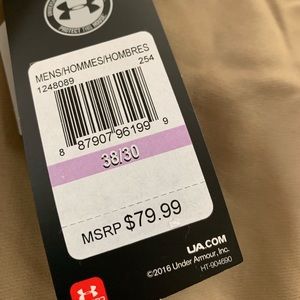 PROTECT THIS HOUSE
MENS/HOMMES/HOMBRES
1248089 254
8 87907 96199 9
38/30
MSRP $79.99
UA.COM
©2016 Under Armour, Inc.
HT-904690